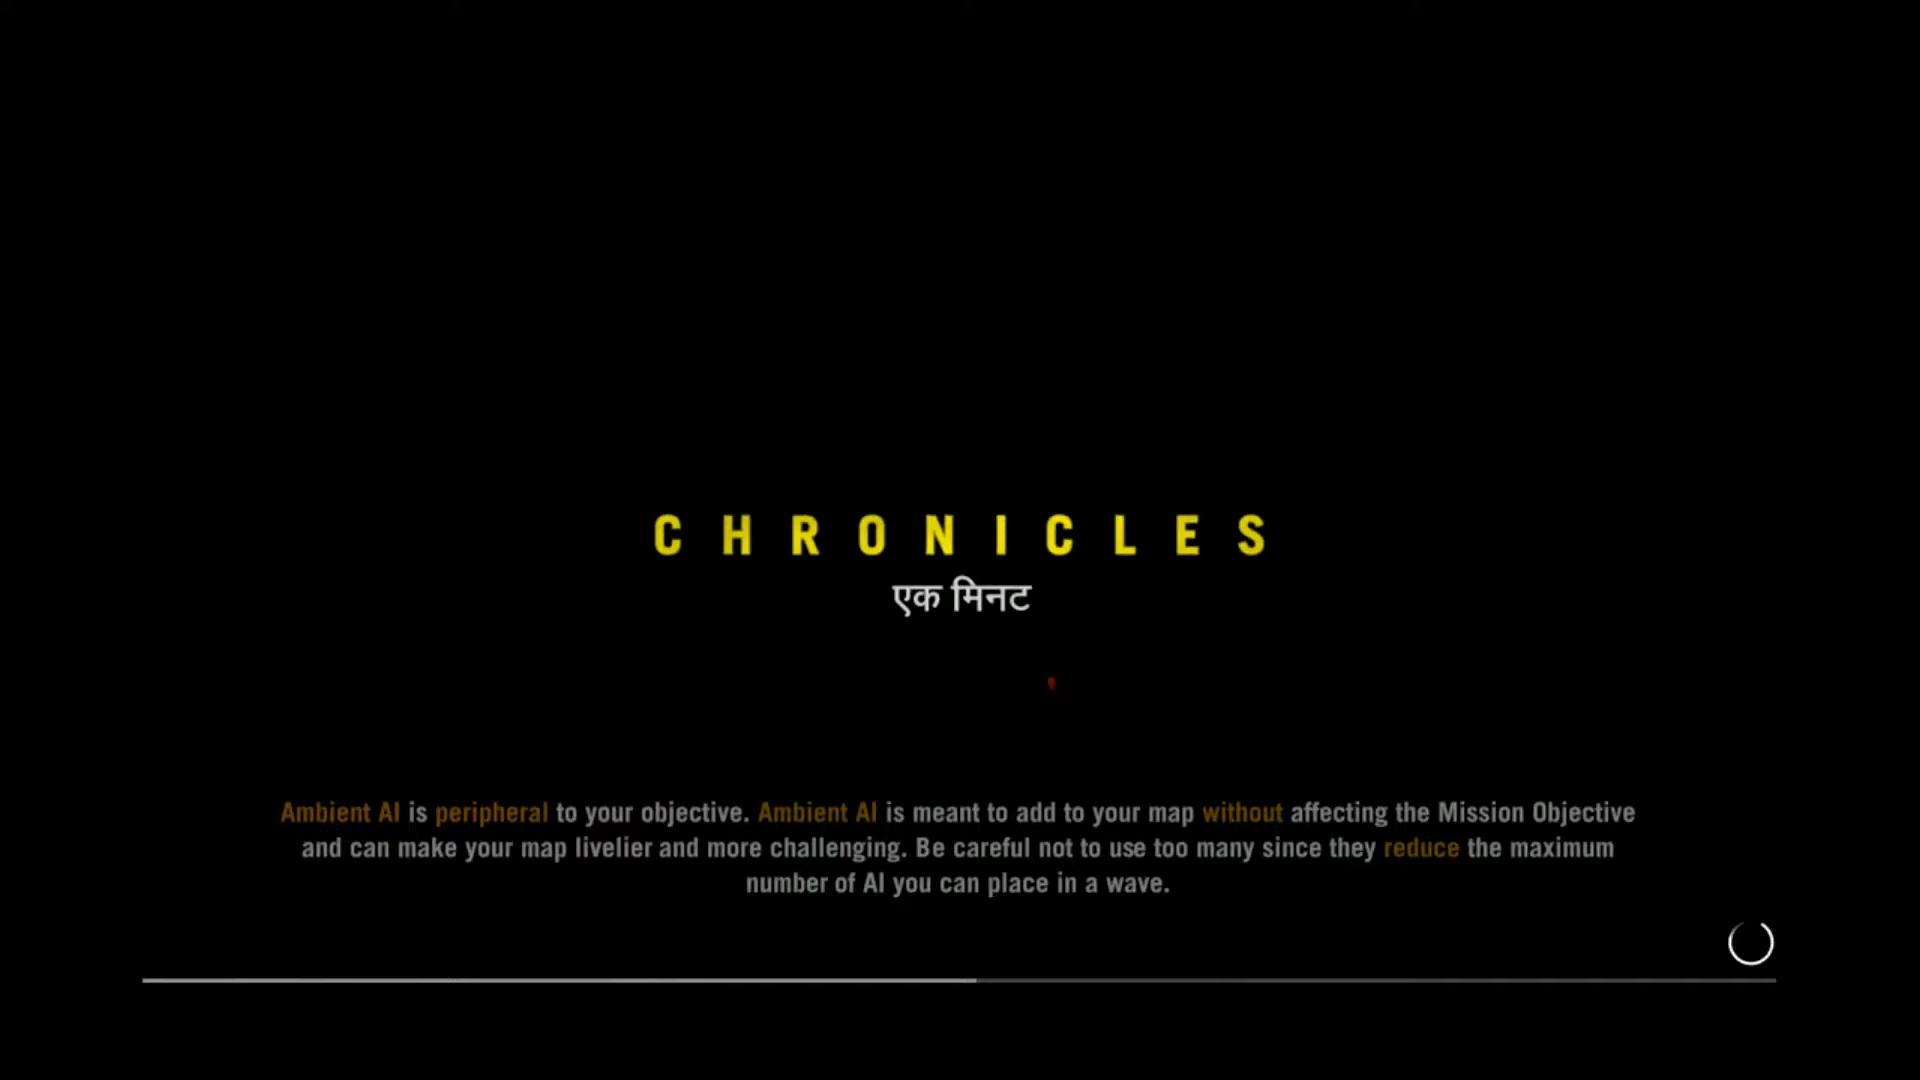 CHRONICLES
एक मिनट
Ambient AI is peripheral to your objective. Ambient AI is meant to add to your map without affecting the Mission Objective
and can make your map livelier and more challenging. Be careful not to use too many since they reduce the maximum
number of AI you can place in a wave.